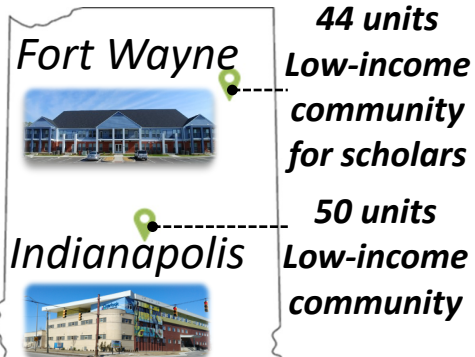 Fort Wayne
44 units
Low-income
community
for scholars
Indianapolis
50 units
Low-income
community